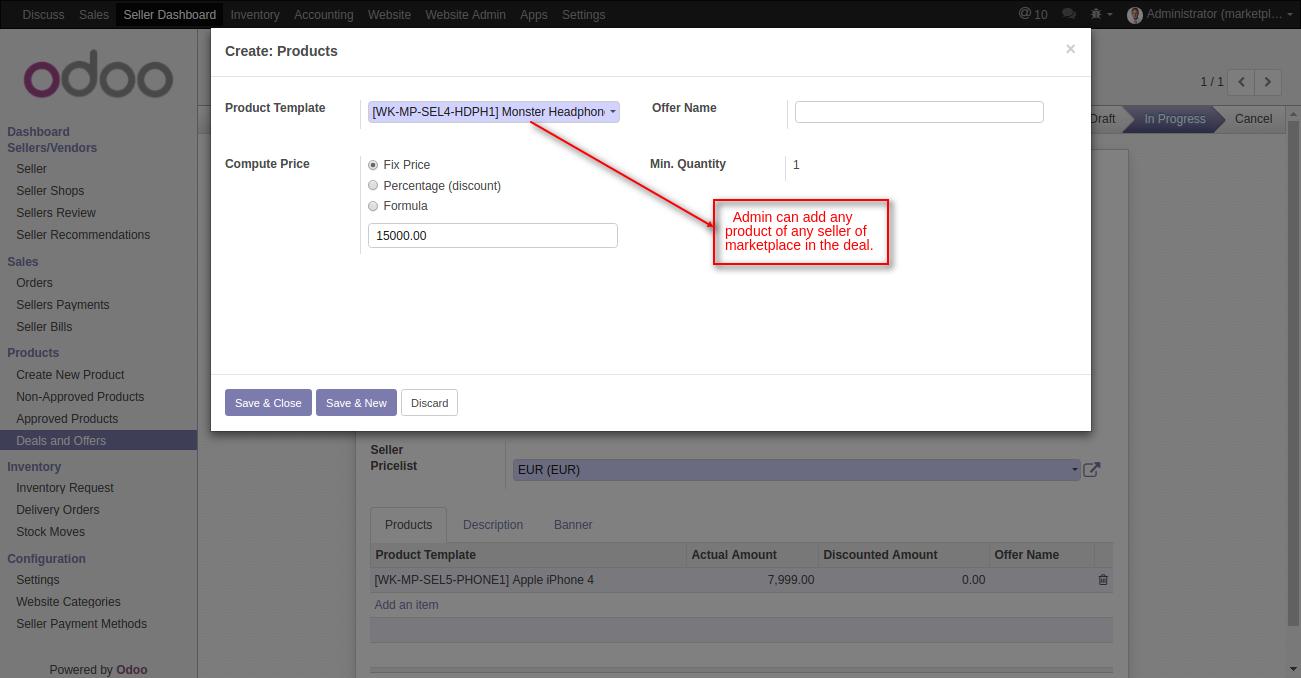 Discuss Sales Seller Dashboard Inventory Accounting Website Website Admin Apps Settings @ 10 Administrator (marketpl...
Create: Products ×
odoo
1 / 1
Product Template [WK-MP-SEL4-HDPH1] Monster Headphon Offer Name
Draft In Progress Cancel
Dashboard
Sellers/Vendors
Seller
Seller Shops
Sellers Review
Seller Recommendations
Sales
Orders
Sellers Payments
Seller Bills
Products
Create New Product
Non-Approved Products
Approved Products
Deals and Offers
Inventory
Inventory Request
Delivery Orders
Stock Moves
Configuration
Settings
Website Categories
Seller Payment Methods
Powered by Odoo
Compute Price Fix Price Min. Quantity 1
Percentage (discount)
Formula
15000.00
Admin can add any
product of any seller of
marketplace in the deal.
Save & Close Save & New Discard
Seller
Pricelist
EUR (EUR)
Products Description Banner
Product Template Actual Amount Discounted Amount Offer Name
[WK-MP-SEL5-PHONE1] Apple iPhone 4 7,999.00 0.00
Add an item